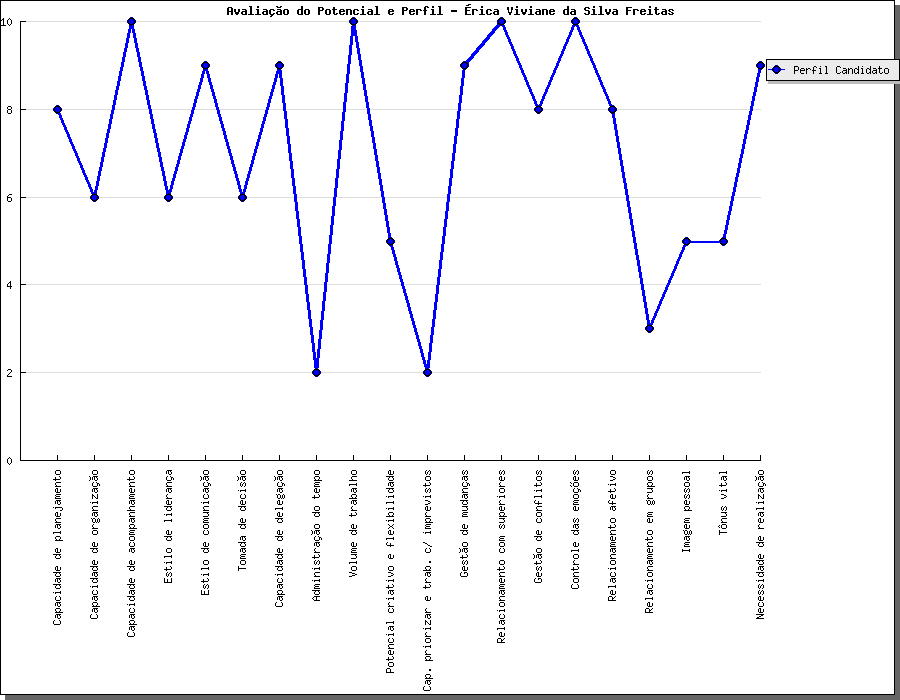 Avaliação do Potencial e Perfil - Érica Viviane da Silva Freitas
10
8
6
4
2
0
Perfil Candidato
Capacidade de planejamento
Capacidade de organização
Capacidade de acompanhamento
Estilo de liderança
Estilo de comunicação
Tomada de decisão
Capacidade de delegação
Administração do tempo
Volume de trabalho
Potencial criativo e flexibilidade
Cap. priorizar e trab. c/ imprevistos
Gestão de mudanças
Relacionamento com superiores
Gestão de conflitos
Controle das emoções
Relacionamento afetivo
Relacionamento em grupos
Imagem pessoal
Tônus vital
Necessidade de realização